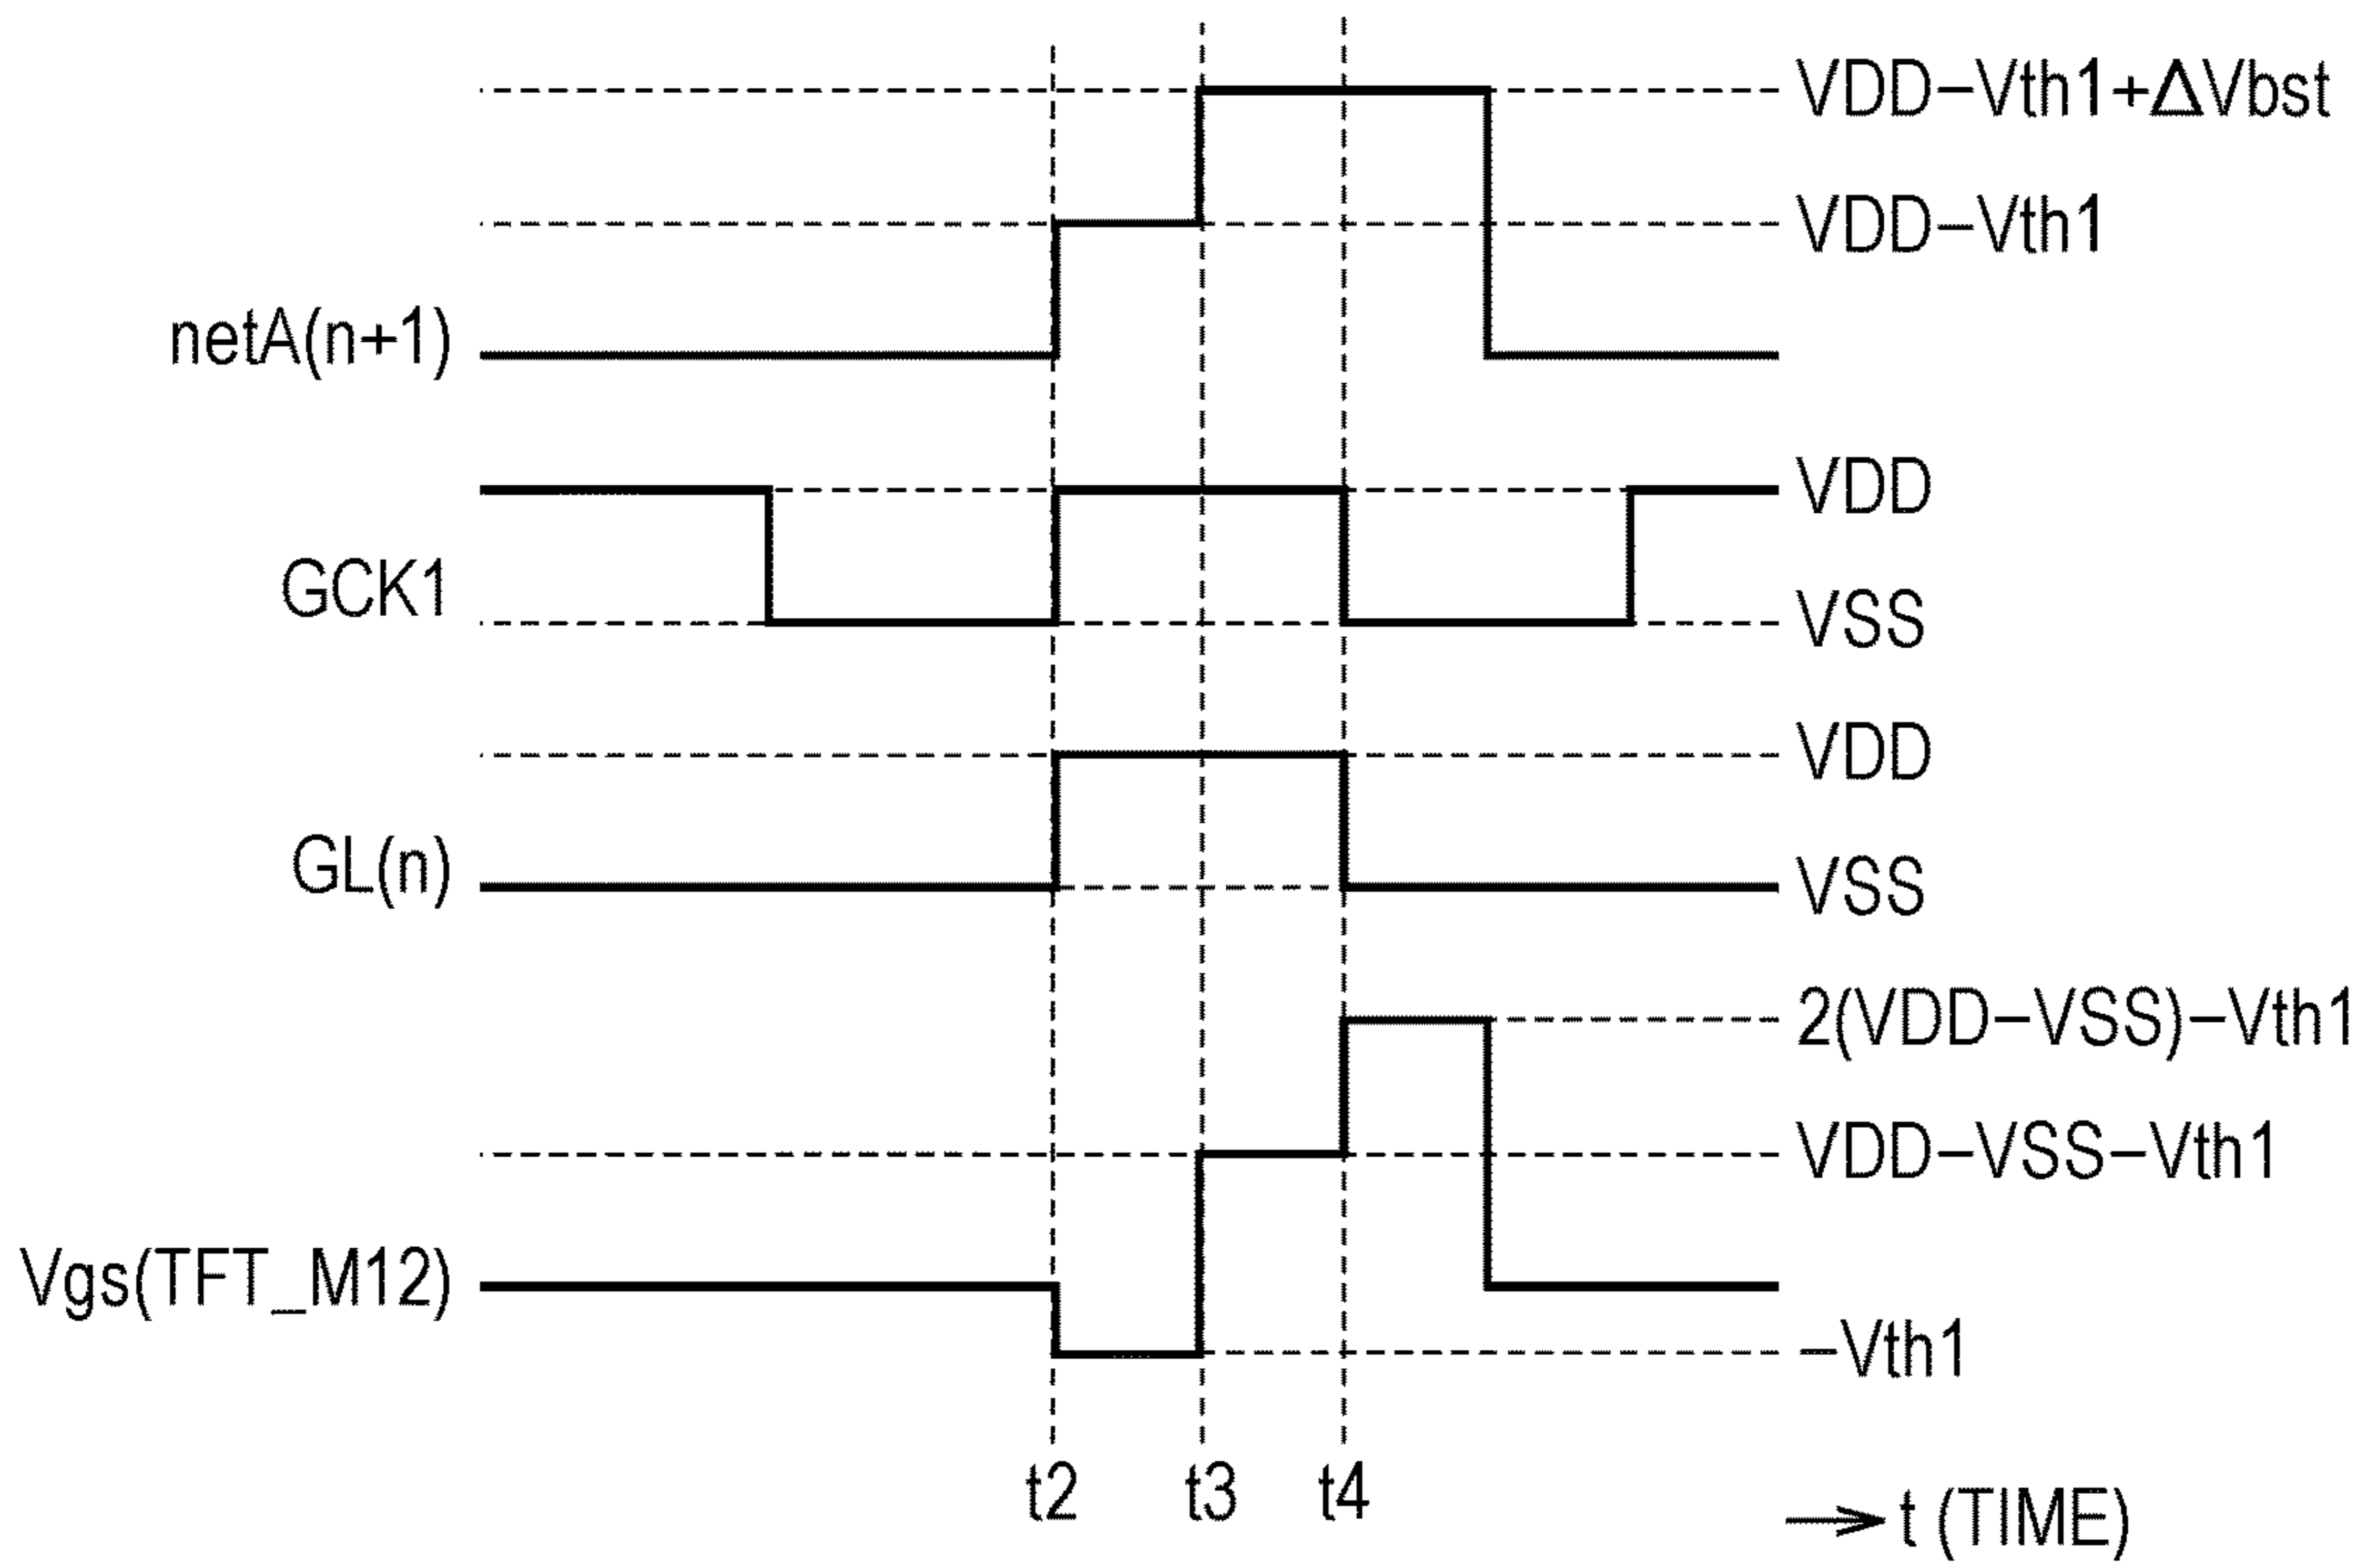 VDD−Vth1+ΔVbst
VDD−Vth1
netA(n+1)
VDD
GCK1
VSS
VDD
GL(n)
VSS
2(VDD−VSS)−Vth1
VDD−VSS−Vth1
Vgs(TFT_M12)
−Vth1
t2 t3 t4
t (TIME)